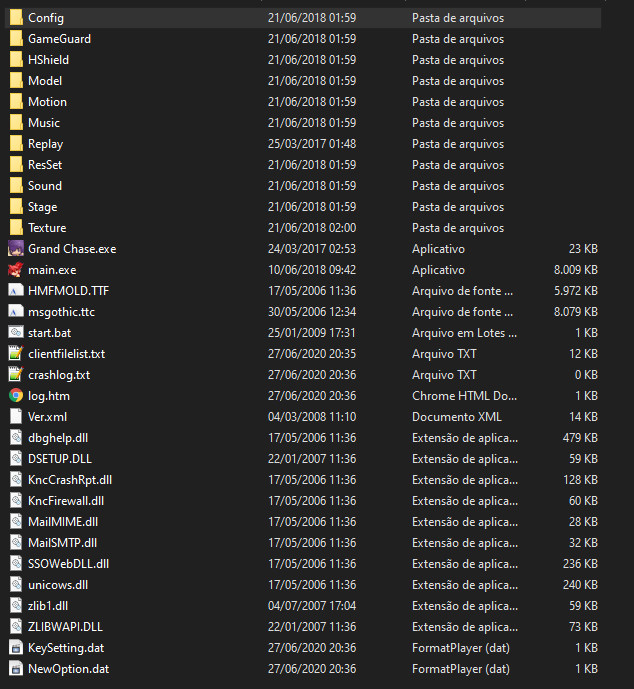 Config 21/06/2018 01:59 Pasta de arquivos
GameGuard 21/06/2018 01:59 Pasta de arquivos
HShield 21/06/2018 01:59 Pasta de arquivos
Model 21/06/2018 01:59 Pasta de arquivos
Motion 21/06/2018 01:59 Pasta de arquivos
Music 21/06/2018 01:59 Pasta de arquivos
Replay 25/03/2017 01:48 Pasta de arquivos
ResSet 21/06/2018 01:59 Pasta de arquivos
Sound 21/06/2018 01:59 Pasta de arquivos
Stage 21/06/2018 01:59 Pasta de arquivos
Texture 21/06/2018 02:00 Pasta de arquivos
Grand Chase.exe 24/03/2017 02:53 Aplicativo 23 KB
main.exe 10/06/2018 09:42 Aplicativo 8.009 KB
HMFMOLD.TTF 17/05/2006 11:36 Arquivo de fonte ... 5.972 KB
msgothic.ttc 30/05/2006 12:34 Arquivo de fonte ... 8.079 KB
start.bat 25/01/2009 17:31 Arquivo em Lotes ... 1 KB
clientfilelist.txt 27/06/2020 20:35 Arquivo TXT 12 KB
crashlog.txt 27/06/2020 20:36 Arquivo TXT 0 KB
log.htm 27/06/2020 20:36 Chrome HTML Do... 1 KB
Ver.xml 04/03/2008 11:10 Documento XML 14 KB
dbghelp.dll 17/05/2006 11:36 Extensão de aplica... 479 KB
DSETUP.DLL 22/01/2007 11:36 Extensão de aplica... 59 KB
KncCrashRpt.dll 17/05/2006 11:36 Extensão de aplica... 128 KB
KncFirewall.dll 17/05/2006 11:36 Extensão de aplica... 60 KB
MailMIME.dll 17/05/2006 11:36 Extensão de aplica... 28 KB
MailSMTP.dll 17/05/2006 11:36 Extensão de aplica... 32 KB
SSOWebDLL.dll 17/05/2006 11:36 Extensão de aplica... 236 KB
unicows.dll 17/05/2006 11:36 Extensão de aplica... 240 KB
zlib1.dll 04/07/2007 17:04 Extensão de aplica... 59 KB
ZLIBWAPI.DLL 22/01/2007 11:36 Extensão de aplica... 73 KB
KeySetting.dat 27/06/2020 20:36 FormatPlayer (dat) 1 KB
NewOption.dat 27/06/2020 20:36 FormatPlayer (dat) 1 KB